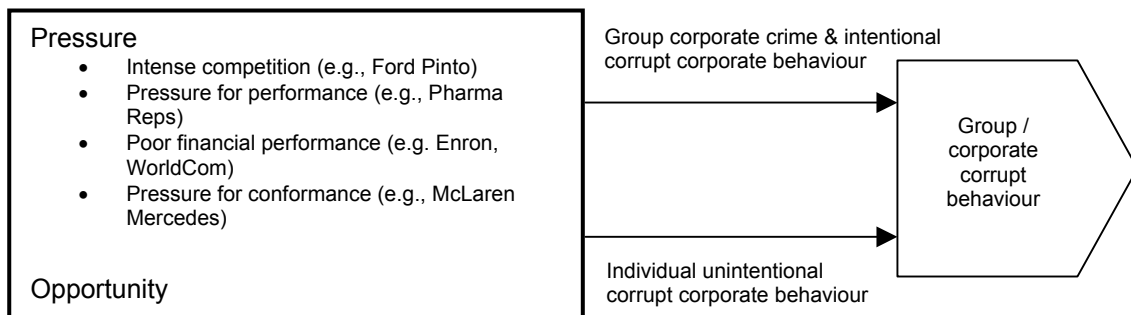 Pressure
• Intense competition (e.g., Ford Pinto)
• Pressure for performance (e.g., Pharma
Reps)
• Poor financial performance (e.g. Enron,
WorldCom)
• Pressure for conformance (e.g., McLaren
Mercedes)
Opportunity
Group corporate crime & intentional
corrupt corporate behaviour
Individual unintentional
corrupt corporate behaviour
Group /
corporate
corrupt
behaviour